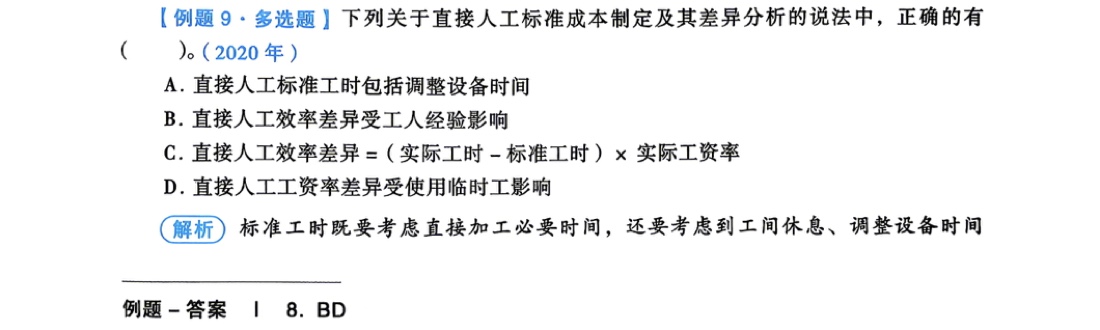 【例题9·多选题】下列关于直接人工标准成本制定及其差异分析的说法中，正确的有
(　　)。(2020年)
A. 直接人工标准工时包括调整设备时间
B. 直接人工效率差异受工人经验影响
C. 直接人工效率差异=(实际工时-标准工时)×实际工资率
D. 直接人工工资率差异受使用临时工影响
解析 标准工时既要考虑直接加工必要时间，还要考虑到工间休息、调整设备时间
例题-答案 | 8. BD